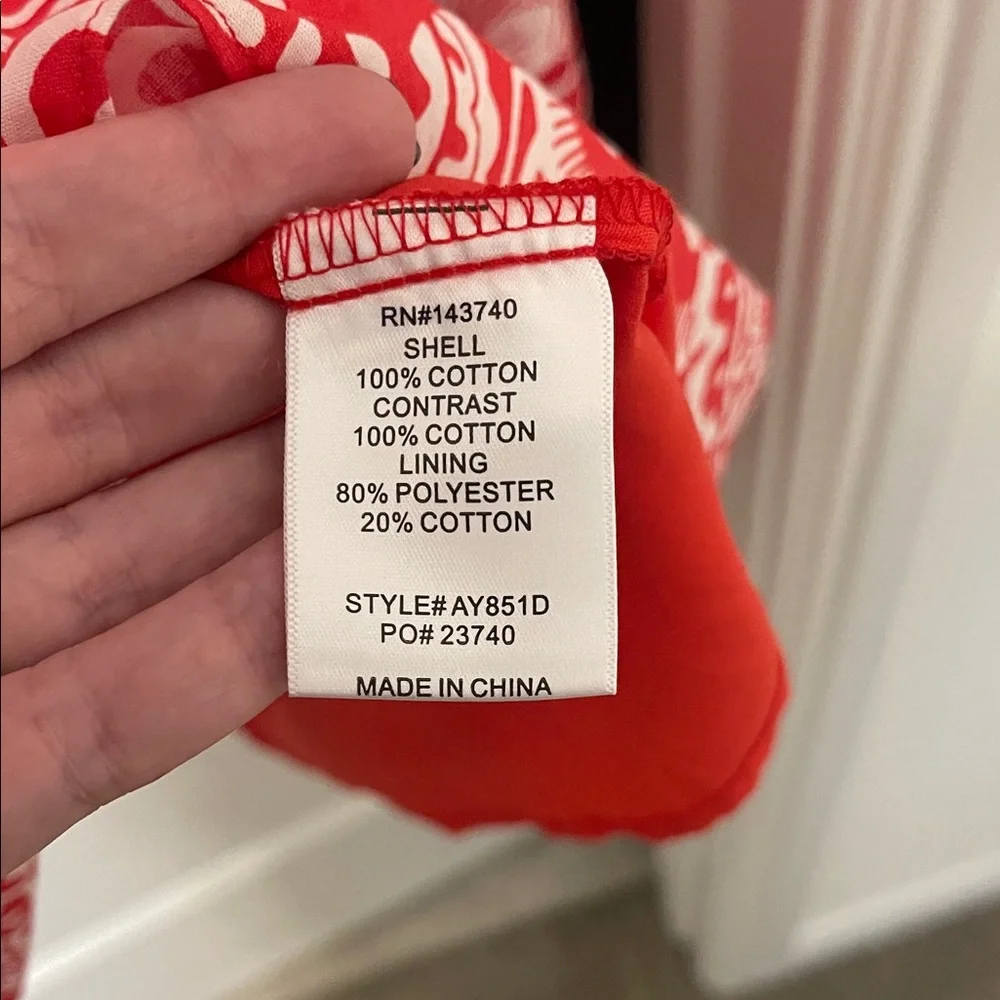 RN#143740
SHELL
100% COTTON
CONTRAST
100% COTTON
LINING
80% POLYESTER
20% COTTON
STYLE# AY851D
PO# 23740
MADE IN CHINA